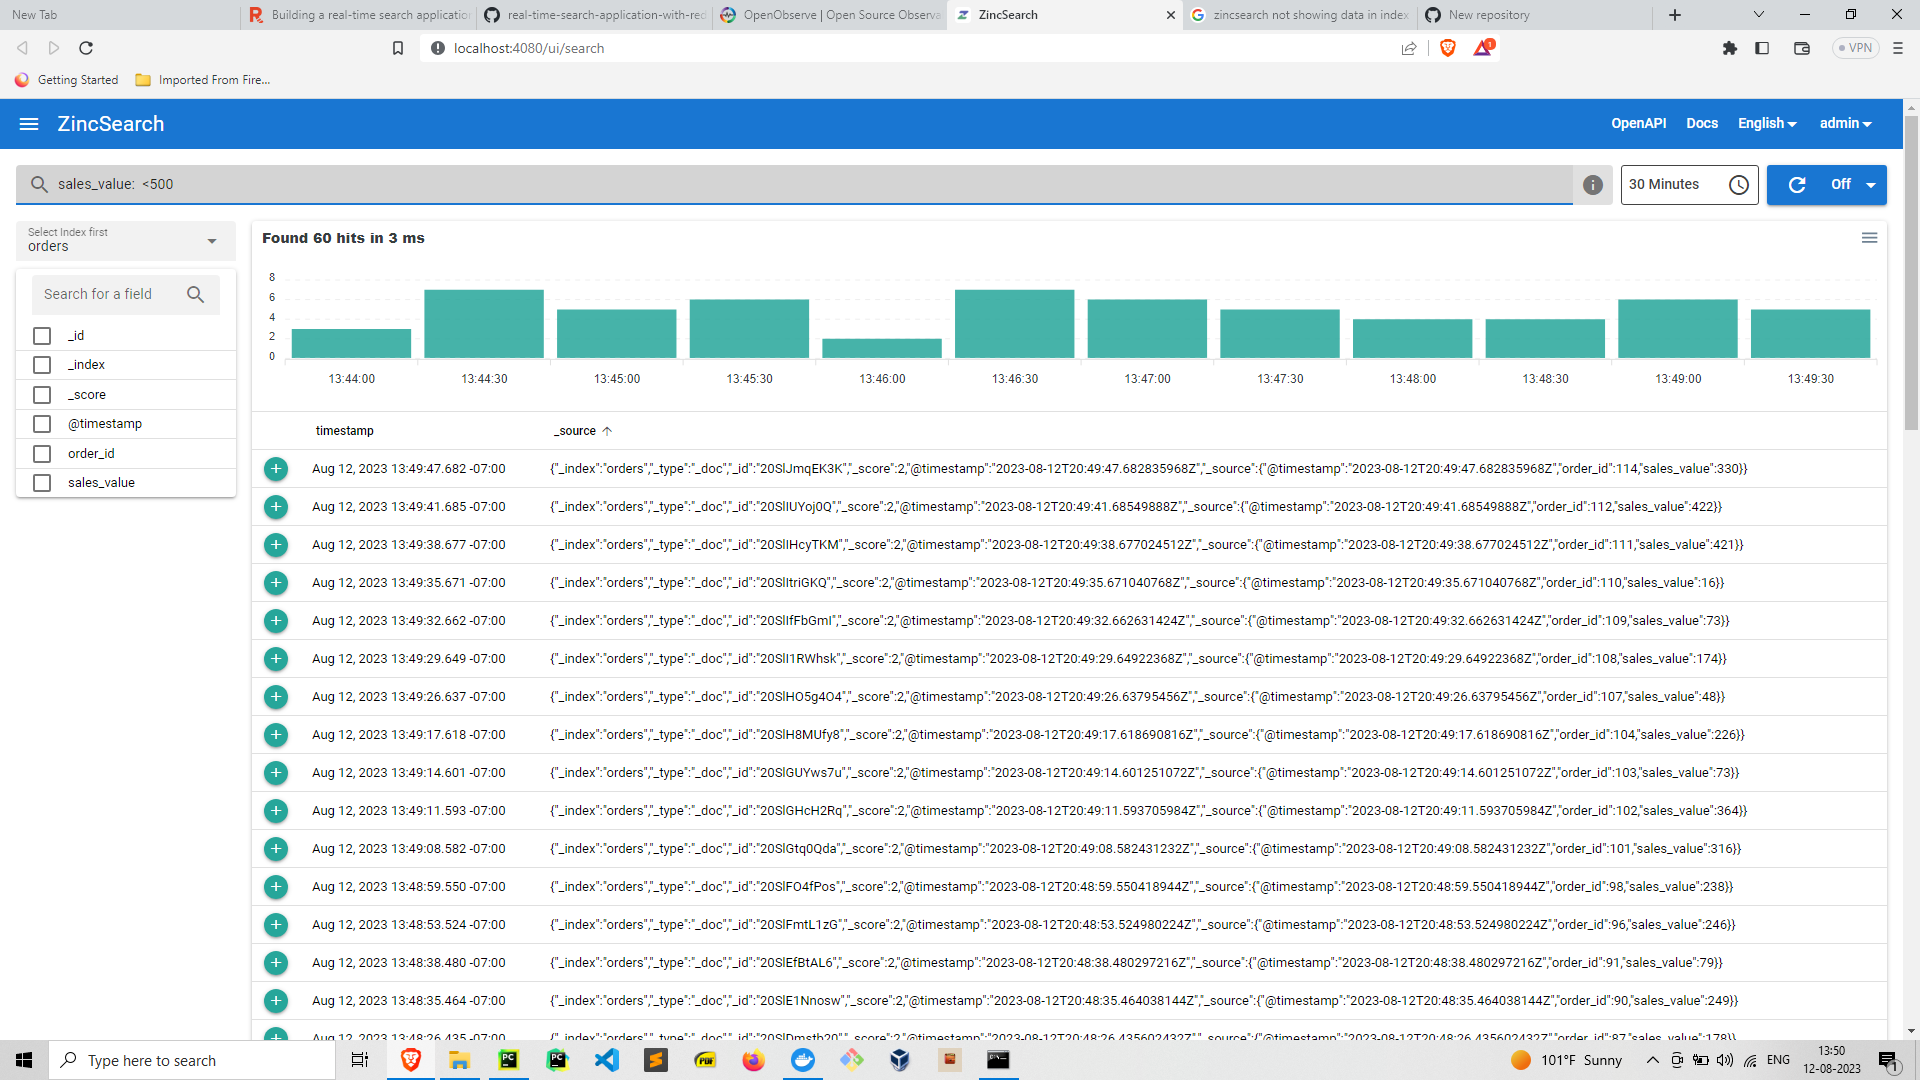 New Tab
Building a real-time search application
real-time-search-application-with-red
OpenObserve | Open Source Observa
ZincSearch
zincsearch not showing data in index
New repository
localhost:4080/ui/search
1
VPN
Getting Started
Imported From Fire...
ZincSearch
OpenAPI Docs English admin
sales_value: <500
30 Minutes
Off
Select Index first
orders
Search for a field
_id
_index
_score
@timestamp
order_id
sales_value
Found 60 hits in 3 ms
8
6
4
2
0
13:44:00 13:44:30 13:45:00 13:45:30 13:46:00 13:46:30 13:47:00 13:47:30 13:48:00 13:48:30 13:49:00 13:49:30
timestamp _source
Aug 12, 2023 13:49:47.682 -07:00 {"_index":"orders","_type":"_doc","_id":"20SlJmqEK3K","_score":2,"@timestamp":"2023-08-12T20:49:47.682835968Z","_source":{"@timestamp":"2023-08-12T20:49:47.682835968Z","order_id":114,"sales_value":330}}
Aug 12, 2023 13:49:41.685 -07:00 {"_index":"orders","_type":"_doc","_id":"20SlIUYoj0Q","_score":2,"@timestamp":"2023-08-12T20:49:41.68549888Z","_source":{"@timestamp":"2023-08-12T20:49:41.68549888Z","order_id":112,"sales_value":422}}
Aug 12, 2023 13:49:38.677 -07:00 {"_index":"orders","_type":"_doc","_id":"20SlIHcyTKM","_score":2,"@timestamp":"2023-08-12T20:49:38.677024512Z","_source":{"@timestamp":"2023-08-12T20:49:38.677024512Z","order_id":111,"sales_value":421}}
Aug 12, 2023 13:49:35.671 -07:00 {"_index":"orders","_type":"_doc","_id":"20SlItriGKQ","_score":2,"@timestamp":"2023-08-12T20:49:35.671040768Z","_source":{"@timestamp":"2023-08-12T20:49:35.671040768Z","order_id":110,"sales_value":16}}
Aug 12, 2023 13:49:32.662 -07:00 {"_index":"orders","_type":"_doc","_id":"20SlIfFbGmI","_score":2,"@timestamp":"2023-08-12T20:49:32.662631424Z","_source":{"@timestamp":"2023-08-12T20:49:32.662631424Z","order_id":109,"sales_value":73}}
Aug 12, 2023 13:49:29.649 -07:00 {"_index":"orders","_type":"_doc","_id":"20SlI1RWhsk","_score":2,"@timestamp":"2023-08-12T20:49:29.64922368Z","_source":{"@timestamp":"2023-08-12T20:49:29.64922368Z","order_id":108,"sales_value":174}}
Aug 12, 2023 13:49:26.637 -07:00 {"_index":"orders","_type":"_doc","_id":"20SlHO5g4O4","_score":2,"@timestamp":"2023-08-12T20:49:26.63795456Z","_source":{"@timestamp":"2023-08-12T20:49:26.63795456Z","order_id":107,"sales_value":48}}
Aug 12, 2023 13:49:17.618 -07:00 {"_index":"orders","_type":"_doc","_id":"20SlH8MUfy8","_score":2,"@timestamp":"2023-08-12T20:49:17.618690816Z","_source":{"@timestamp":"2023-08-12T20:49:17.618690816Z","order_id":104,"sales_value":226}}
Aug 12, 2023 13:49:14.601 -07:00 {"_index":"orders","_type":"_doc","_id":"20SlGUYws7u","_score":2,"@timestamp":"2023-08-12T20:49:14.601251072Z","_source":{"@timestamp":"2023-08-12T20:49:14.601251072Z","order_id":103,"sales_value":73}}
Aug 12, 2023 13:49:11.593 -07:00 {"_index":"orders","_type":"_doc","_id":"20SlGHcH2Rq","_score":2,"@timestamp":"2023-08-12T20:49:11.593705984Z","_source":{"@timestamp":"2023-08-12T20:49:11.593705984Z","order_id":102,"sales_value":364}}
Aug 12, 2023 13:49:08.582 -07:00 {"_index":"orders","_type":"_doc","_id":"20SlGtq0Qda","_score":2,"@timestamp":"2023-08-12T20:49:08.582431232Z","_source":{"@timestamp":"2023-08-12T20:49:08.582431232Z","order_id":101,"sales_value":316}}
Aug 12, 2023 13:48:59.550 -07:00 {"_index":"orders","_type":"_doc","_id":"20SlFO4fPos","_score":2,"@timestamp":"2023-08-12T20:48:59.550418944Z","_source":{"@timestamp":"2023-08-12T20:48:59.550418944Z","order_id":98,"sales_value":238}}
Aug 12, 2023 13:48:53.524 -07:00 {"_index":"orders","_type":"_doc","_id":"20SlFmtL1zG","_score":2,"@timestamp":"2023-08-12T20:48:53.524980224Z","_source":{"@timestamp":"2023-08-12T20:48:53.524980224Z","order_id":96,"sales_value":246}}
Aug 12, 2023 13:48:38.480 -07:00 {"_index":"orders","_type":"_doc","_id":"20SlEfBtAL6","_score":2,"@timestamp":"2023-08-12T20:48:38.480297216Z","_source":{"@timestamp":"2023-08-12T20:48:38.480297216Z","order_id":91,"sales_value":79}}
Aug 12, 2023 13:48:35.464 -07:00 {"_index":"orders","_type":"_doc","_id":"20SlE1Nnosw","_score":2,"@timestamp":"2023-08-12T20:48:35.464038144Z","_source":{"@timestamp":"2023-08-12T20:48:35.464038144Z","order_id":90,"sales_value":249}}
Aug 12, 2023 13:48:26.435 -07:00 {"_index":"orders","_type":"_doc","_id":"20SlDmstb20","_score":2,"@timestamp":"2023-08-12T20:48:26.435602432Z","_source":{"@timestamp":"2023-08-12T20:48:26.435602432Z","order_id":87,"sales_value":178}}
Type here to search
PC
PC
PDF
101°F Sunny
ENG
13:50
12-08-2023
1